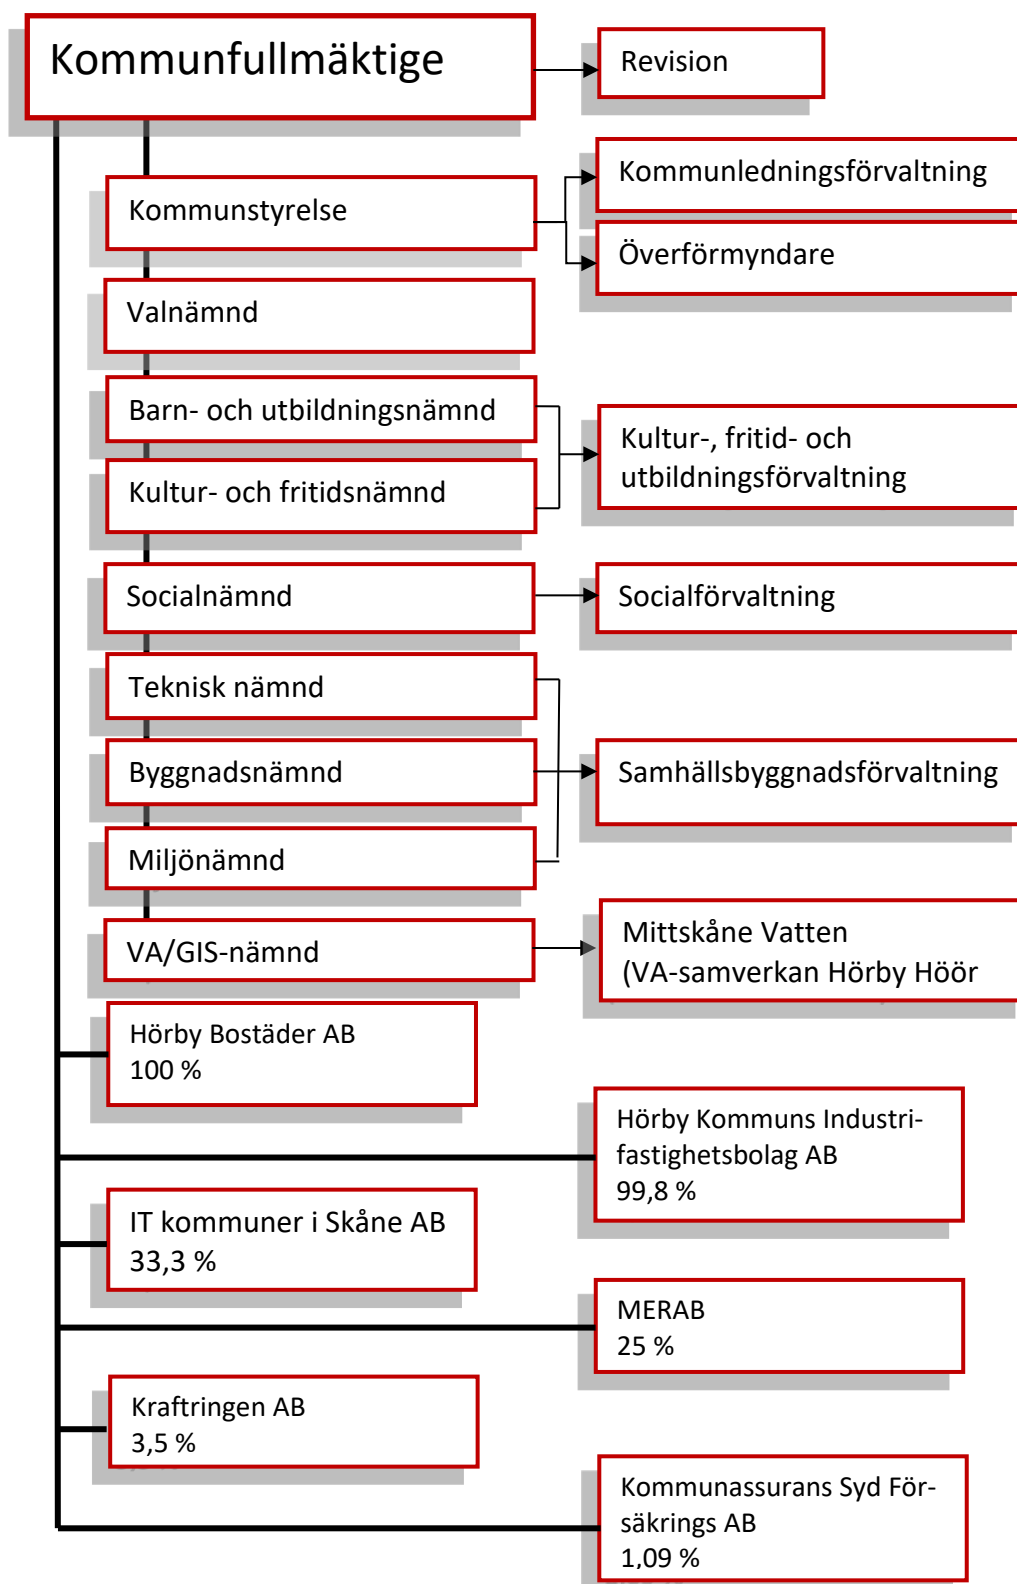 Kommunfullmäktige
Revision
Kommunstyrelse
Kommunledningsförvaltning
Överförmyndare
Valnämnd
Barn- och utbildningsnämnd
Kultur- och fritidsnämnd
Kultur-, fritid- och
utbildningsförvaltning
Socialnämnd
Socialförvaltning
Teknisk nämnd
Byggnadsnämnd
Miljönämnd
Samhällsbyggnadsförvaltning
VA/GIS-nämnd
Mittskåne Vatten
(VA-samverkan Hörby Höör
Hörby Bostäder AB
100 %
Hörby Kommuns Industri-
fastighetsbolag AB
99,8 %
IT kommuner i Skåne AB
33,3 %
MERAB
25 %
Kraftringen AB
3,5 %
Kommunassurans Syd För-
säkrings AB
1,09 %